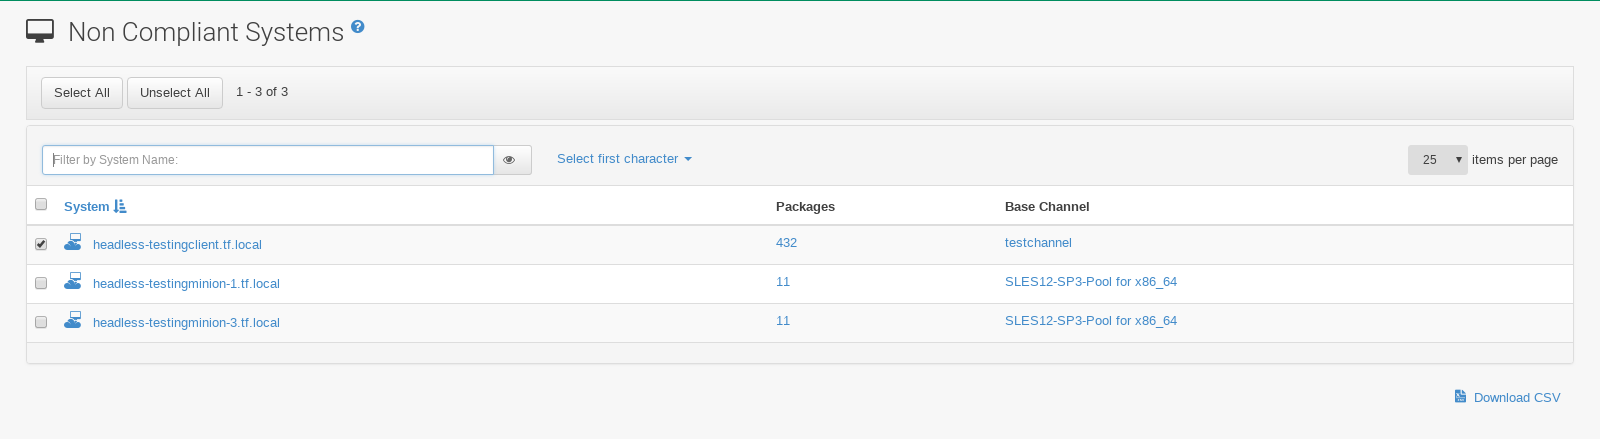 Non Compliant Systems
Select All Unselect All 1 - 3 of 3
Filter by System Name: Select first character 25 items per page
System Packages Base Channel
headless-testingclient.tf.local 432 testchannel
headless-testingminion-1.tf.local 11 SLES12-SP3-Pool for x86_64
headless-testingminion-3.tf.local 11 SLES12-SP3-Pool for x86_64
Download CSV